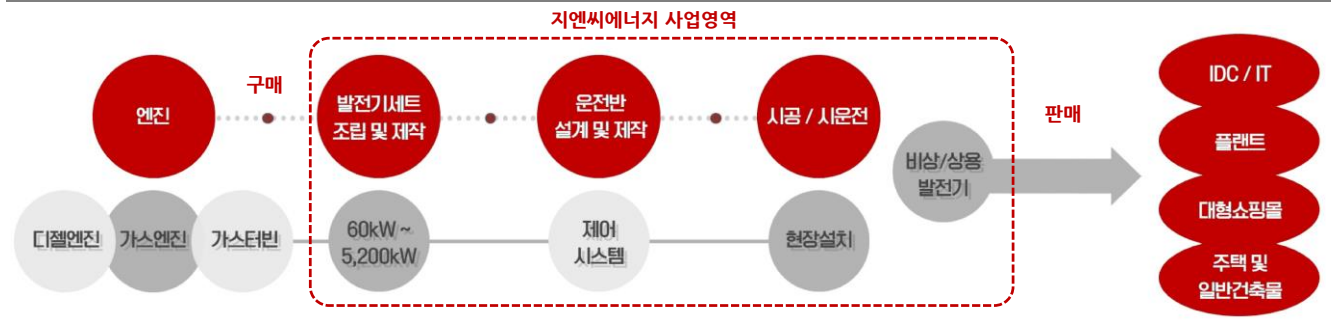 지엔씨에너지 사업영역
엔진
구매
발전기세트
조립 및 제작
운전반
설계 및 제작
시공 / 시운전
비상/상용
발전기
판매
IDC / IT
플랜트
대형쇼핑몰
주택 및
일반건축물
디젤엔진
가스엔진
가스터빈
60kW ~
5,200kW
제어
시스템
현장설치